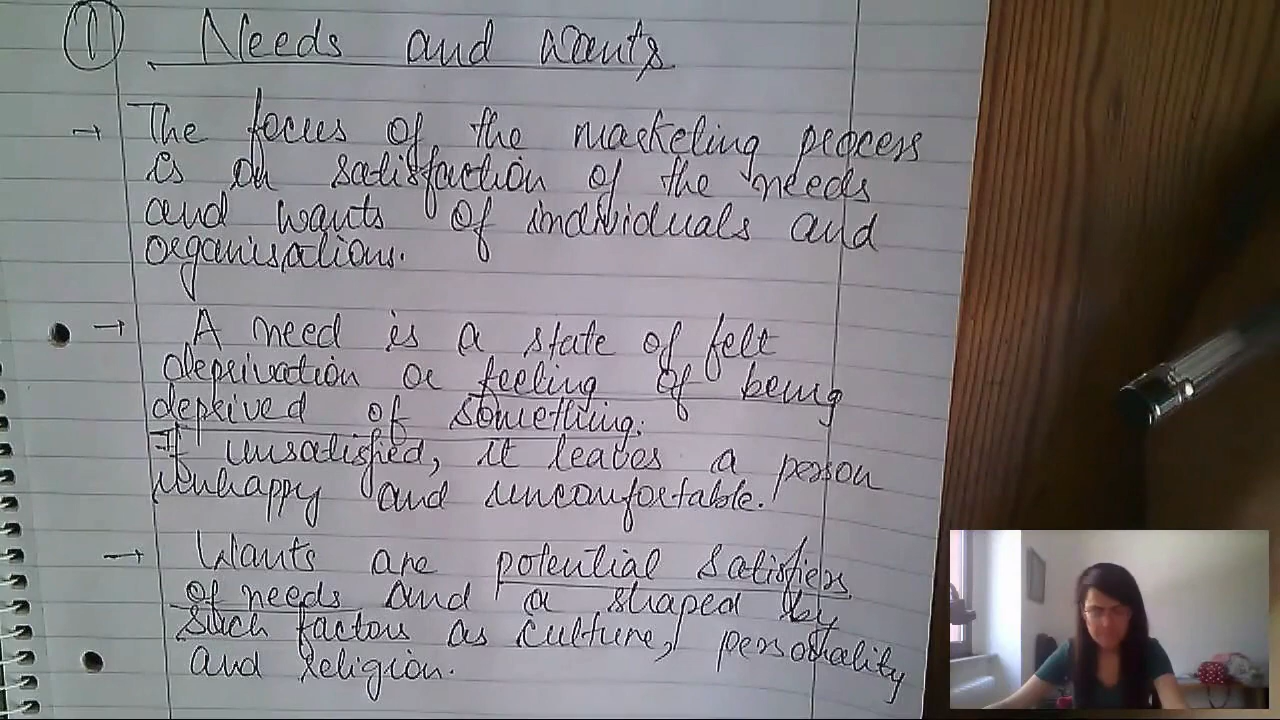 ① Needs and Wants
→ The focus of the marketing process
is on satisfaction of the needs
and wants of individuals and
organisations.
→ A need is a state of felt
deprivation or feeling of being
deprived of something.
If unsatisfied, it leaves a person
unhappy and uncomfortable.
→ Wants are potential satisfiers
of needs and a shaped by
such factors as culture, personality
and religion.